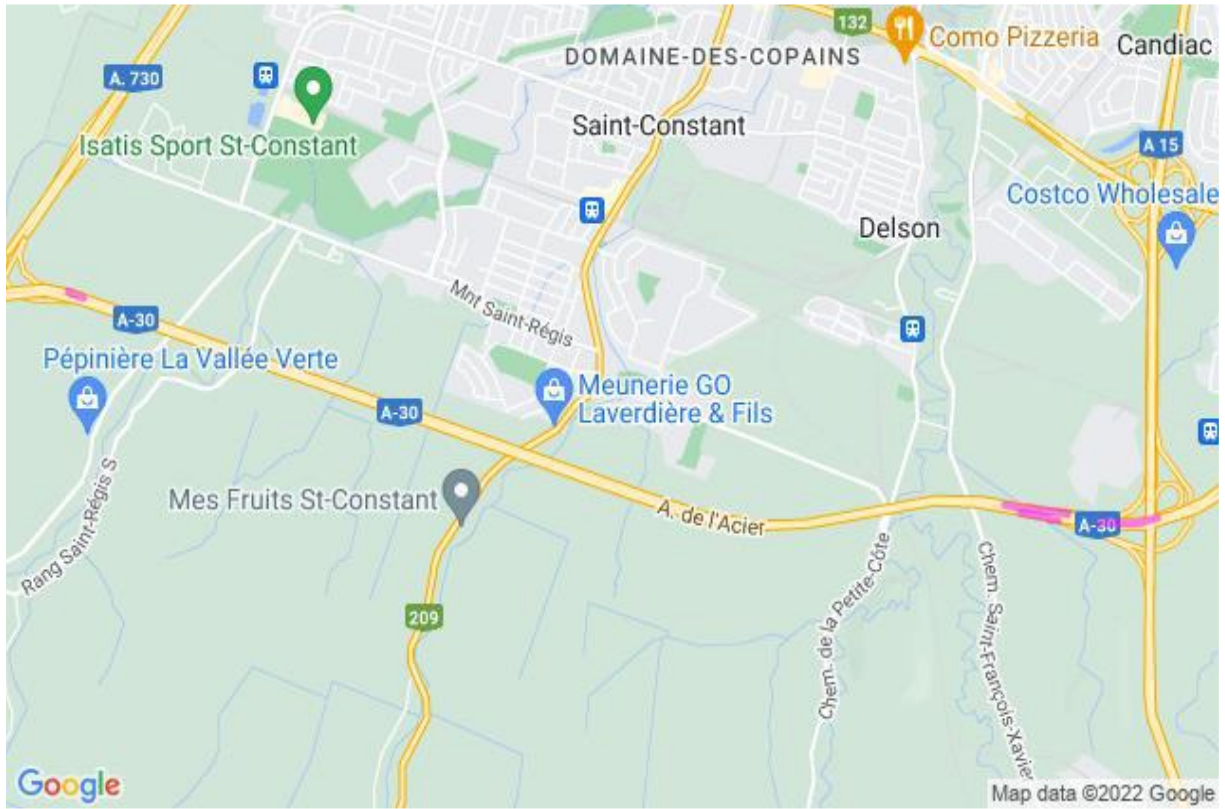 132
Como Pizzeria
Candiac
DOMAINE-DES-COPAINS
A. 730
Saint-Constant
Isatis Sport St-Constant
A 15
Costco Wholesale
Delson
Mnt Saint-Régis
A-30
Pépinière La Vallée Verte
Meunerie GO
Laverdière & Fils
A-30
Mes Fruits St-Constant
A. de l'Acier
A-30
Rang Saint-Régis S
209
Chem. de la Petite-Côte
Chem. Saint-François-Xavie
Google
Map data ©2022 Google